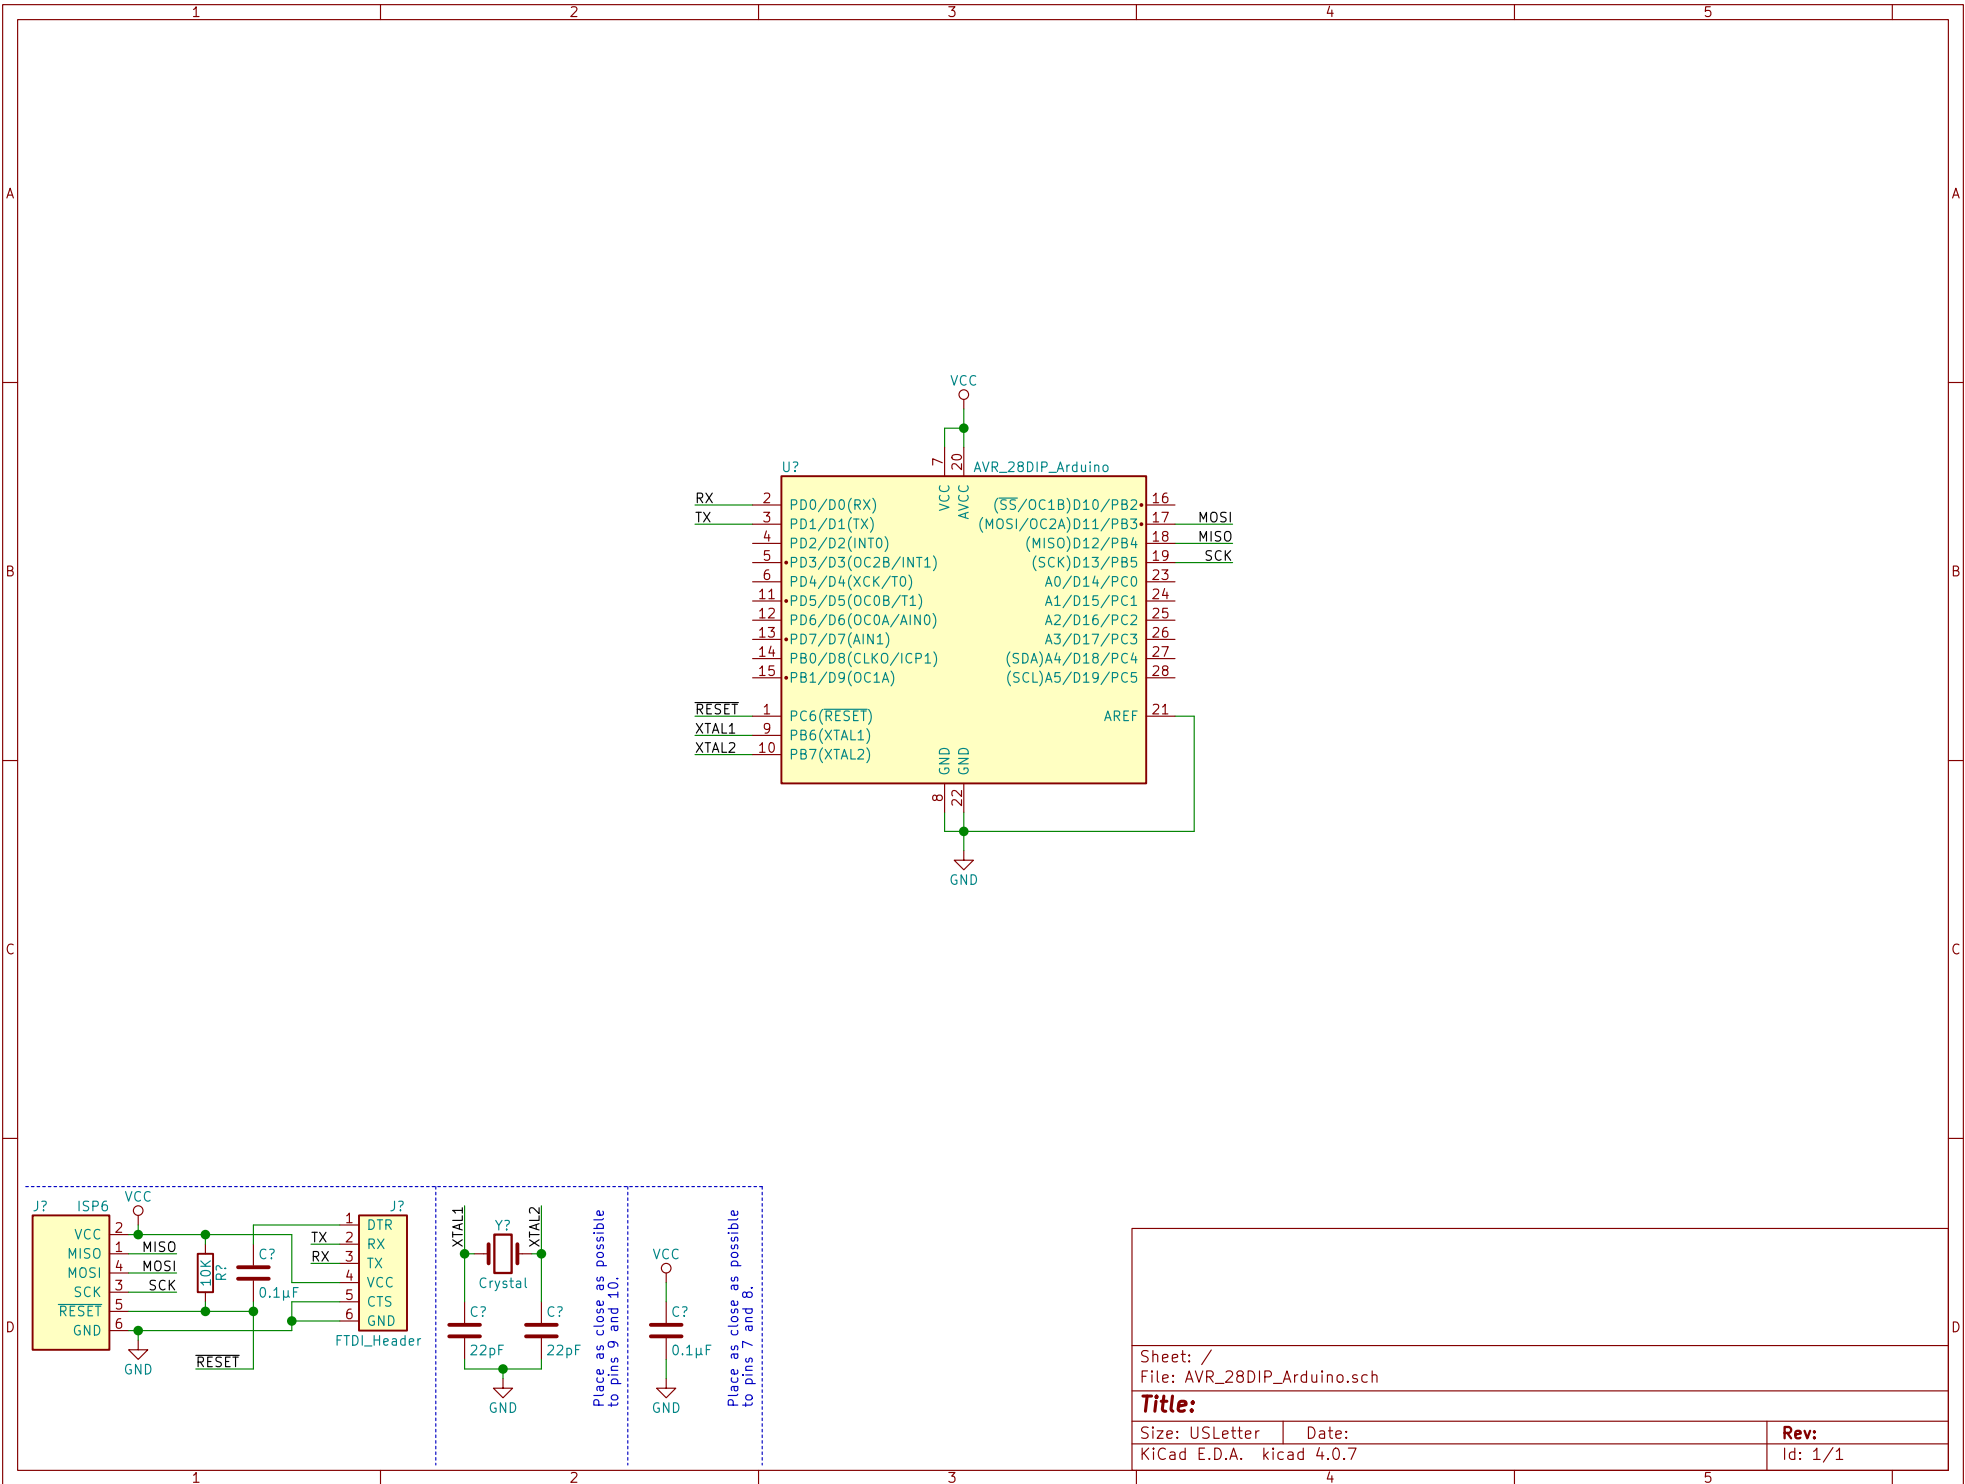 1 2 3 4 5
A A
B B
C C
D D
VCC
U? AVR_28DIP_Arduino
7 20
VCC AVCC
RX 2 PD0/D0(RX)
TX 3 PD1/D1(TX)
4 PD2/D2(INT0)
5 PD3/D3(OC2B/INT1)
6 PD4/D4(XCK/T0)
11 PD5/D5(OC0B/T1)
12 PD6/D6(OC0A/AIN0)
13 PD7/D7(AIN1)
14 PB0/D8(CLKO/ICP1)
15 PB1/D9(OC1A)
RESET 1 PC6(RESET)
XTAL1 9 PB6(XTAL1)
XTAL2 10 PB7(XTAL2)
(SS/OC1B)D10/PB2 16
(MOSI/OC2A)D11/PB3 17 MOSI
(MISO)D12/PB4 18 MISO
(SCK)D13/PB5 19 SCK
A0/D14/PC0 23
A1/D15/PC1 24
A2/D16/PC2 25
A3/D17/PC3 26
(SDA)A4/D18/PC4 27
(SCL)A5/D19/PC5 28
AREF 21
GND GND
8 22
GND
J? ISP6
VCC
VCC 2
MISO 1 MISO
MOSI 4 MOSI
SCK 3 SCK
RESET 5
GND 6
GND
10K R?
C?
0.1µF
RESET
J?
1 DTR
TX 2 RX
RX 3 TX
4 VCC
5 CTS
6 GND
FTDI_Header
XTAL1 XTAL2
Y?
Crystal
C? C?
22pF 22pF
GND
Place as close as possible
to pins 9 and 10.
VCC
C?
0.1µF
GND
Place as close as possible
to pins 7 and 8.
Sheet: /
File: AVR_28DIP_Arduino.sch
Title:
Size: USLetter Date: Rev:
KiCad E.D.A. kicad 4.0.7 Id: 1/1
1 2 3 4 5